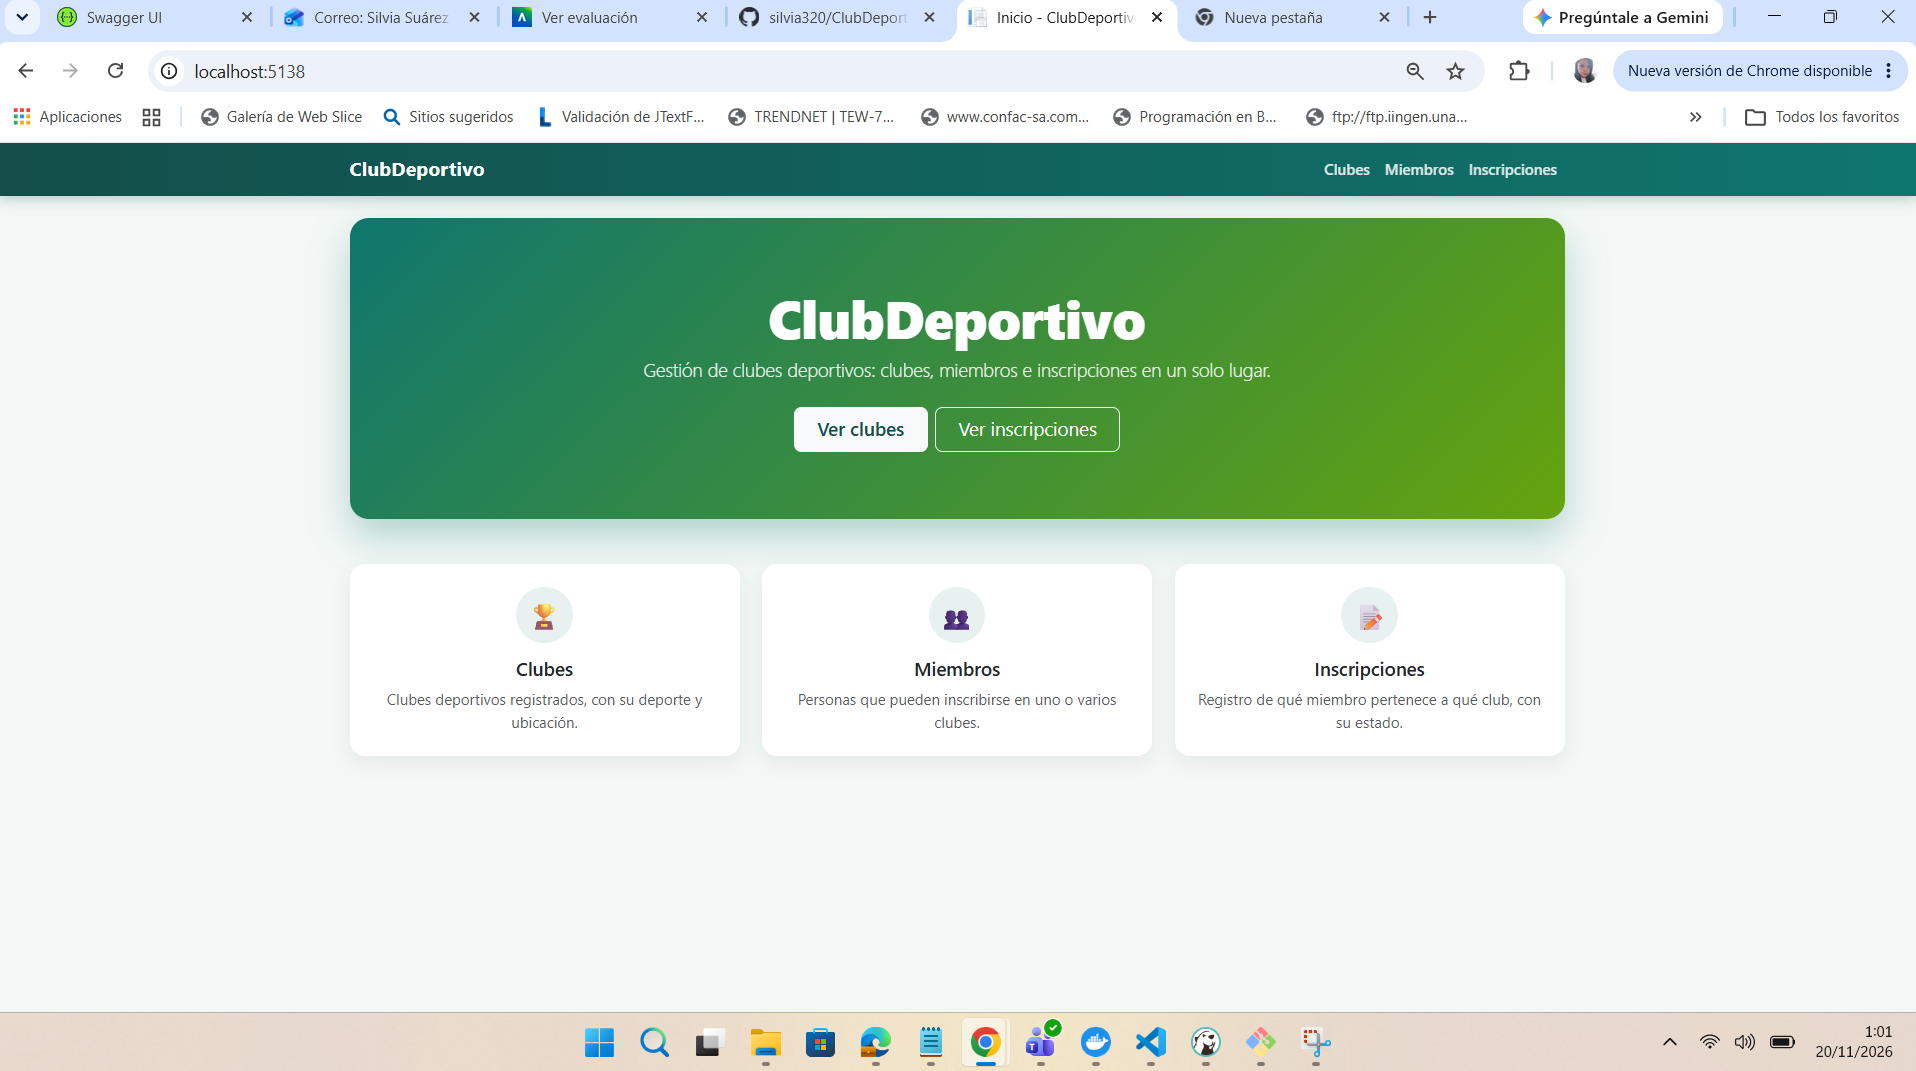 Swagger UI
Correo: Silvia Suárez
Ver evaluación
silvia320/ClubDeport
Inicio - ClubDeportiv
Nueva pestaña
Pregúntale a Gemini
localhost:5138
Nueva versión de Chrome disponible
Aplicaciones
Galería de Web Slice
Sitios sugeridos
Validación de JTextF...
TRENDNET | TEW-7...
www.confac-sa.com...
Programación en B...
ftp://ftp.iingen.una...
Todos los favoritos
ClubDeportivo
Clubes
Miembros
Inscripciones
ClubDeportivo
Gestión de clubes deportivos: clubes, miembros e inscripciones en un solo lugar.
Ver clubes
Ver inscripciones
Clubes
Clubes deportivos registrados, con su deporte y
ubicación.
Miembros
Personas que pueden inscribirse en uno o varios
clubes.
Inscripciones
Registro de qué miembro pertenece a qué club, con
su estado.
1:01
20/11/2026